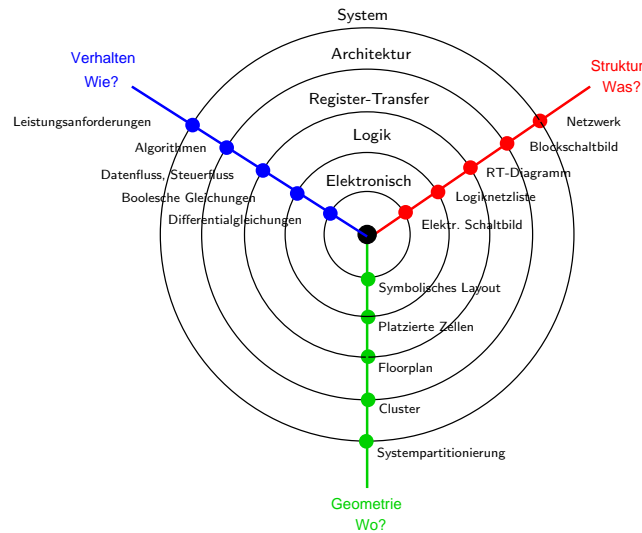 System
Verhalten
Wie?
Architektur
Struktur
Was?
Register-Transfer
Leistungsanforderungen
Netzwerk
Logik
Algorithmen
Blockschaltbild
Datenfluss, Steuerfluss
RT-Diagramm
Elektronisch
Boolesche Gleichungen
Logiknetzliste
Differentialgleichungen
Elektr. Schaltbild
Symbolisches Layout
Platzierte Zellen
Floorplan
Cluster
Systempartitionierung
Geometrie
Wo?